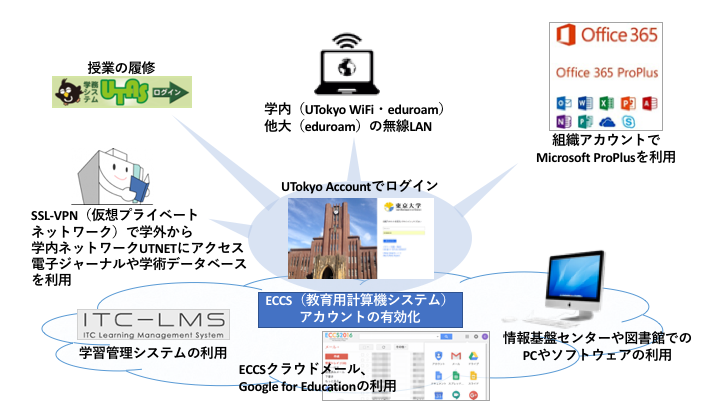 Office 365
Office 365 ProPlus
組織アカウントで
Microsoft ProPlusを利用
授業の履修
学務
システム
UTAS
ログイン
学内（UTokyo WiFi・eduroam）
他大（eduroam）の無線LAN
UTokyo Accountでログイン
東京大学
SSL-VPN（仮想プライベート
ネットワーク）で学外から
学内ネットワークUTNETにアクセス
電子ジャーナルや学術データベース
を利用
ECCS（教育用計算機システム）
アカウントの有効化
ITC-LMS
ITC Learning Management System
学習管理システムの利用
ECCS2016
ECCSクラウドメール、
Google for Educationの利用
情報基盤センターや図書館での
PCやソフトウェアの利用